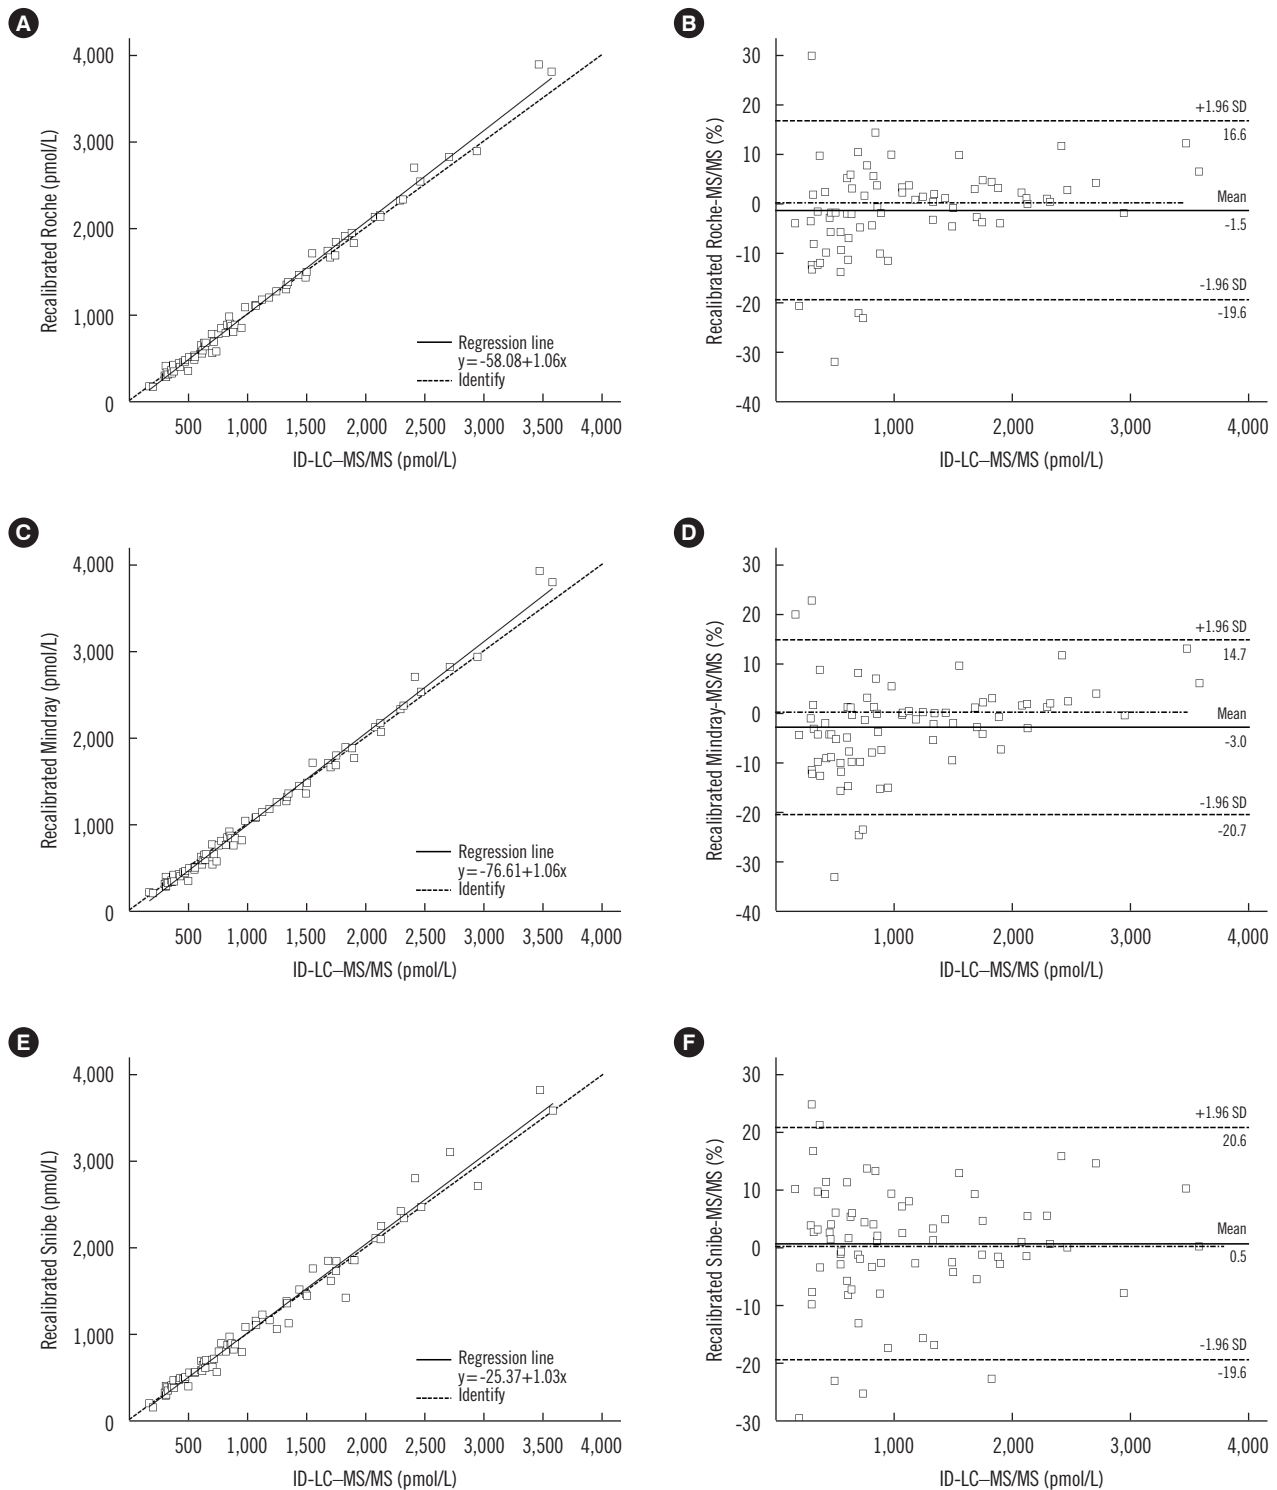 A
4,000
3,000
2,000
1,000
0
Recalibrated Roche (pmol/L)
Regression line
y=-58.08+1.06x
Identify
500 1,000 1,500 2,000 2,500 3,000 3,500 4,000
ID-LC–MS/MS (pmol/L)
B
30
20
10
0
-10
-20
-30
-40
Recalibrated Roche-MS/MS (%)
+1.96 SD
16.6
Mean
-1.5
-1.96 SD
-19.6
1,000 2,000 3,000 4,000
ID-LC–MS/MS (pmol/L)
C
4,000
3,000
2,000
1,000
0
Recalibrated Mindray (pmol/L)
Regression line
y=-76.61+1.06x
Identify
500 1,000 1,500 2,000 2,500 3,000 3,500 4,000
ID-LC–MS/MS (pmol/L)
D
30
20
10
0
-10
-20
-30
-40
Recalibrated Mindray-MS/MS (%)
+1.96 SD
14.7
Mean
-3.0
-1.96 SD
-20.7
1,000 2,000 3,000 4,000
ID-LC–MS/MS (pmol/L)
E
4,000
3,000
2,000
1,000
0
Recalibrated Snibe (pmol/L)
Regression line
y=-25.37+1.03x
Identify
500 1,000 1,500 2,000 2,500 3,000 3,500 4,000
ID-LC–MS/MS (pmol/L)
F
30
20
10
0
-10
-20
-30
Recalibrated Snibe-MS/MS (%)
+1.96 SD
20.6
Mean
0.5
-1.96 SD
-19.6
1,000 2,000 3,000 4,000
ID-LC–MS/MS (pmol/L)